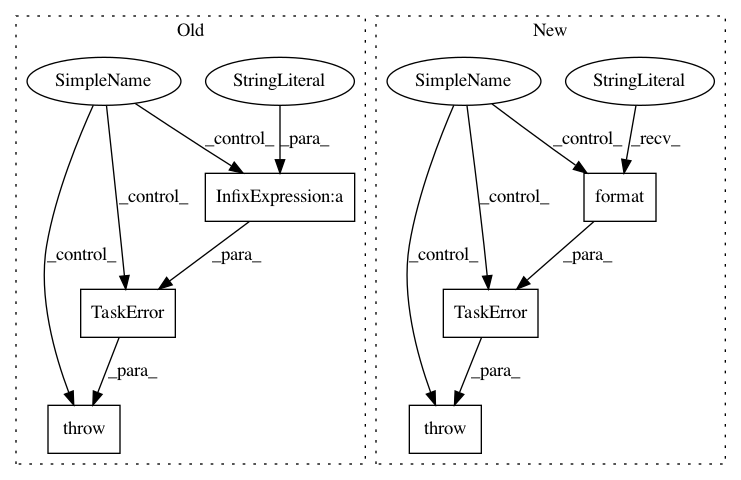 Old
New
SimpleName
StringLiteral
SimpleName
StringLiteral
_control_
_para_
_control_
_recv_
InfixExpression:a
format
_control_
_control_
_control_
_para_
_control_
_para_
TaskError
TaskError
_para_
_para_
throw
throw